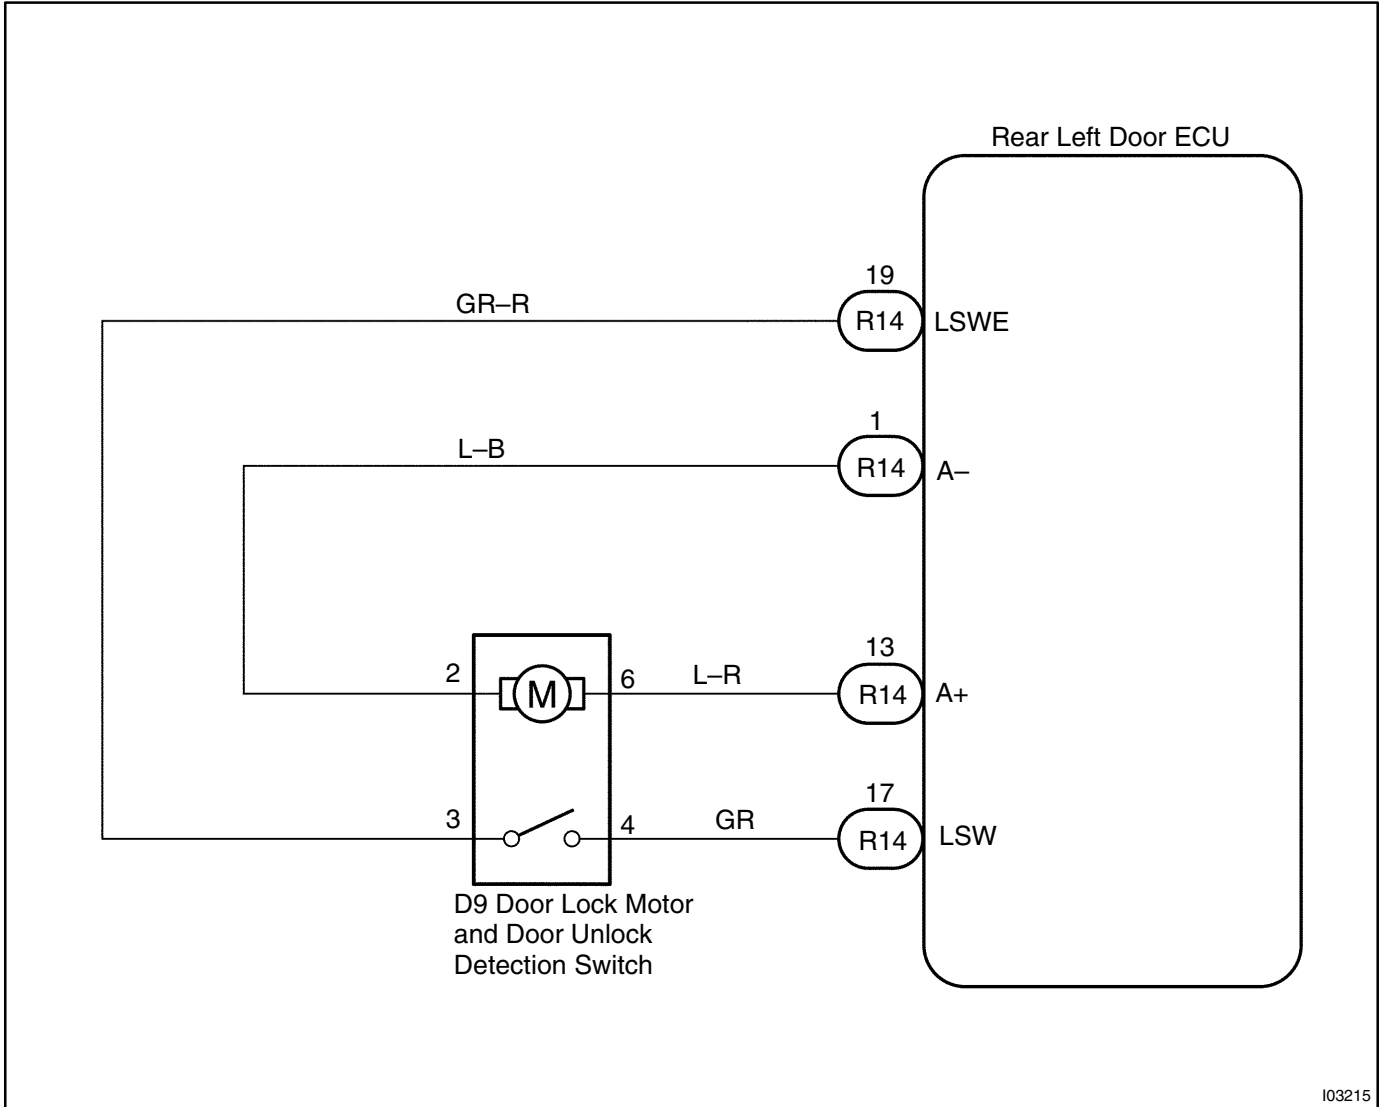 Rear Left Door ECU
19
GR–R
R14
LSWE
1
L–B
R14
A–
13
2
6
L–R
M
R14
A+
17
3
4
GR
R14
LSW
D9 Door Lock Motor
and Door Unlock
Detection Switch
I03215